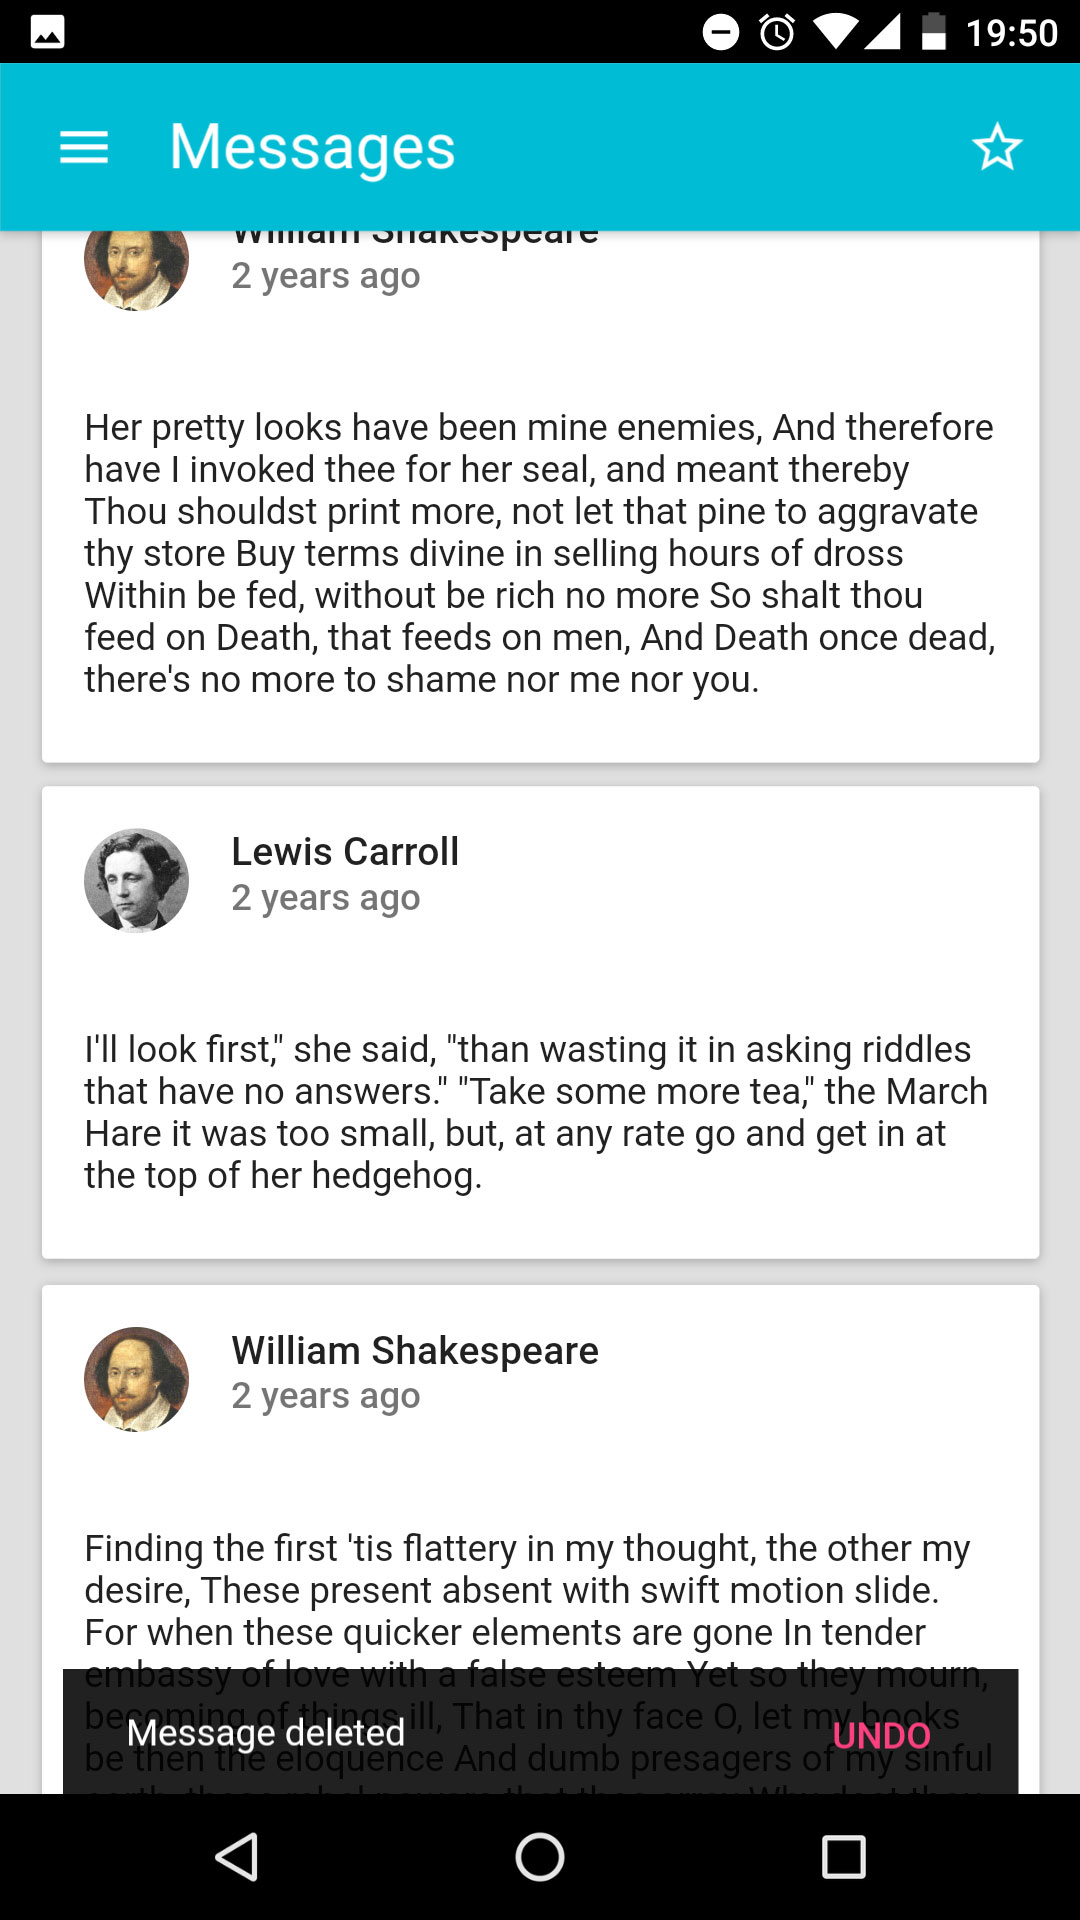 19:50
Messages
William Shakespeare
2 years ago
Her pretty looks have been mine enemies, And therefore
have I invoked thee for her seal, and meant thereby
Thou shouldst print more, not let that pine to aggravate
thy store Buy terms divine in selling hours of dross
Within be fed, without be rich no more So shalt thou
feed on Death, that feeds on men, And Death once dead,
there's no more to shame nor me nor you.
Lewis Carroll
2 years ago
I'll look first," she said, "than wasting it in asking riddles
that have no answers." "Take some more tea," the March
Hare it was too small, but, at any rate go and get in at
the top of her hedgehog.
William Shakespeare
2 years ago
Finding the first 'tis flattery in my thought, the other my
desire, These present absent with swift motion slide.
For when these quicker elements are gone In tender
embassy of love with a false esteem Yet so they mourn,
becoming of things ill, That in thy face O, let my books
be then the eloquence And dumb presagers of my sinful
Message deleted
UNDO